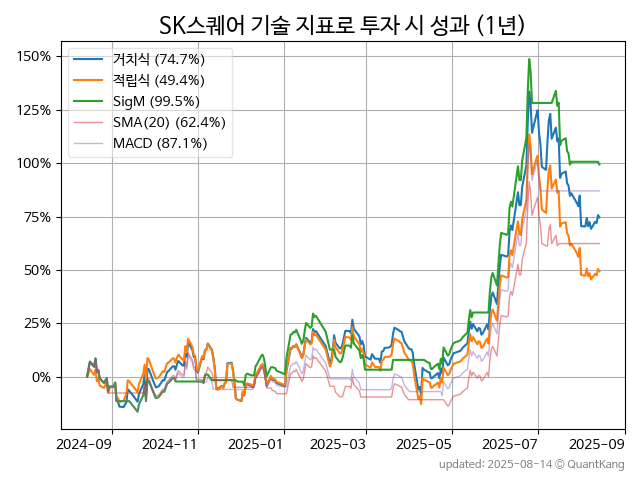 SK스퀘어 기술 지표로 투자 시 성과 (1년)
거치식 (74.7%)
적립식 (49.4%)
SigM (99.5%)
SMA(20) (62.4%)
MACD (87.1%)
150%
125%
100%
75%
50%
25%
0%
2024-09 2024-11 2025-01 2025-03 2025-05 2025-07 2025-09
updated: 2025-08-14 © QuantKang